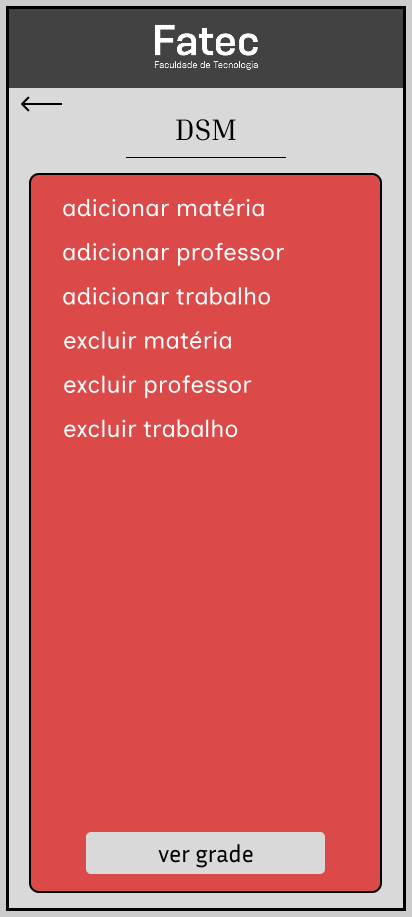 Fatec
Faculdade de Tecnologia
DSM
adicionar matéria
adicionar professor
adicionar trabalho
excluir matéria
excluir professor
excluir trabalho
ver grade